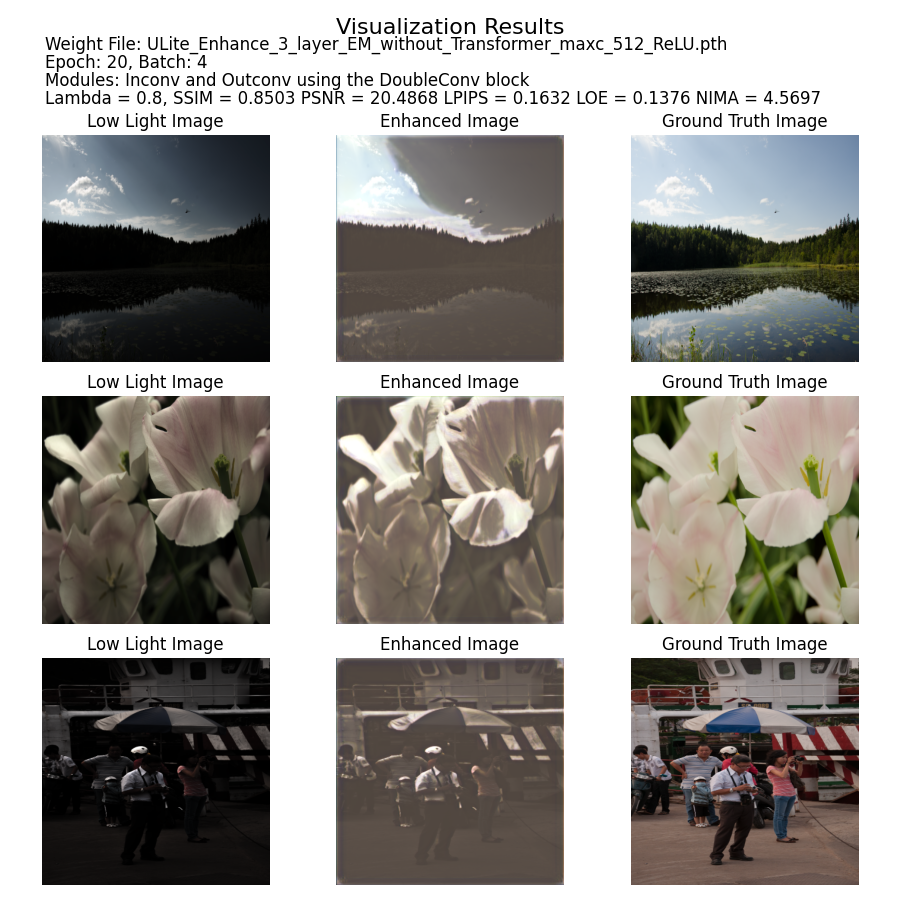 Visualization Results
Weight File: ULite_Enhance_3_layer_EM_without_Transformer_maxc_512_ReLU.pth
Epoch: 20, Batch: 4
Modules: Inconv and Outconv using the DoubleConv block
Lambda = 0.8, SSIM = 0.8503 PSNR = 20.4868 LPIPS = 0.1632 LOE = 0.1376 NIMA = 4.5697
Low Light Image
Enhanced Image
Ground Truth Image
Low Light Image
Enhanced Image
Ground Truth Image
Low Light Image
Enhanced Image
Ground Truth Image